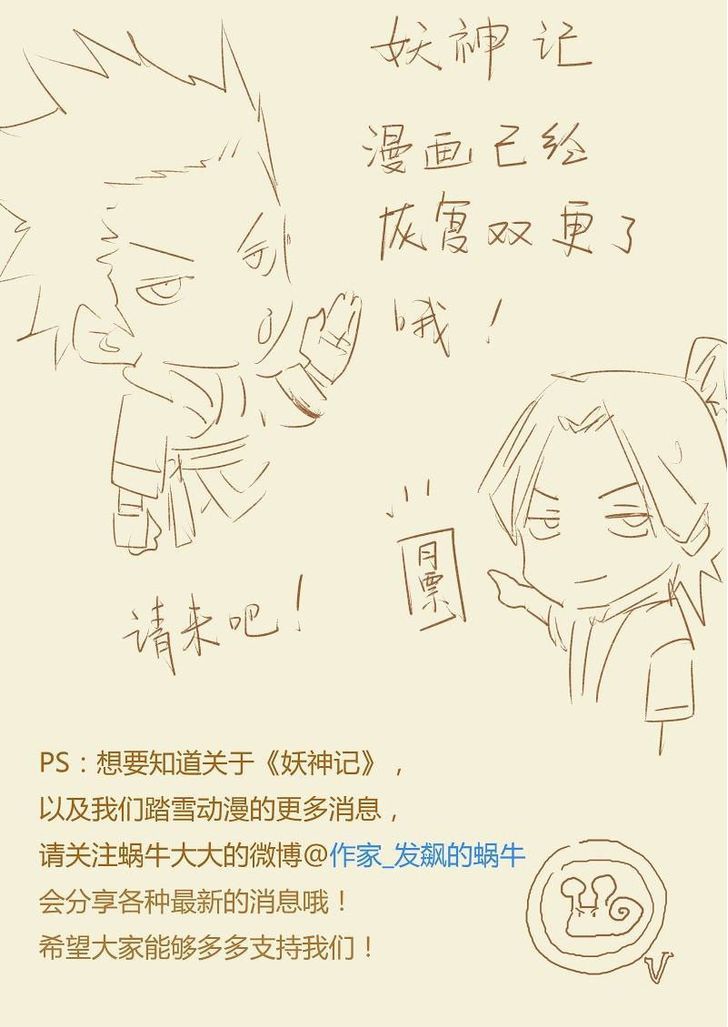 妖神记
漫画已经
恢复双更了
哦！
月票
请来吧！
PS：想要知道关于《妖神记》，
以及我们踏雪动漫的更多消息，
请关注蜗牛大大的微博@作家_发飙的蜗牛
会分享各种最新的消息哦！
希望大家能够多多支持我们！
V